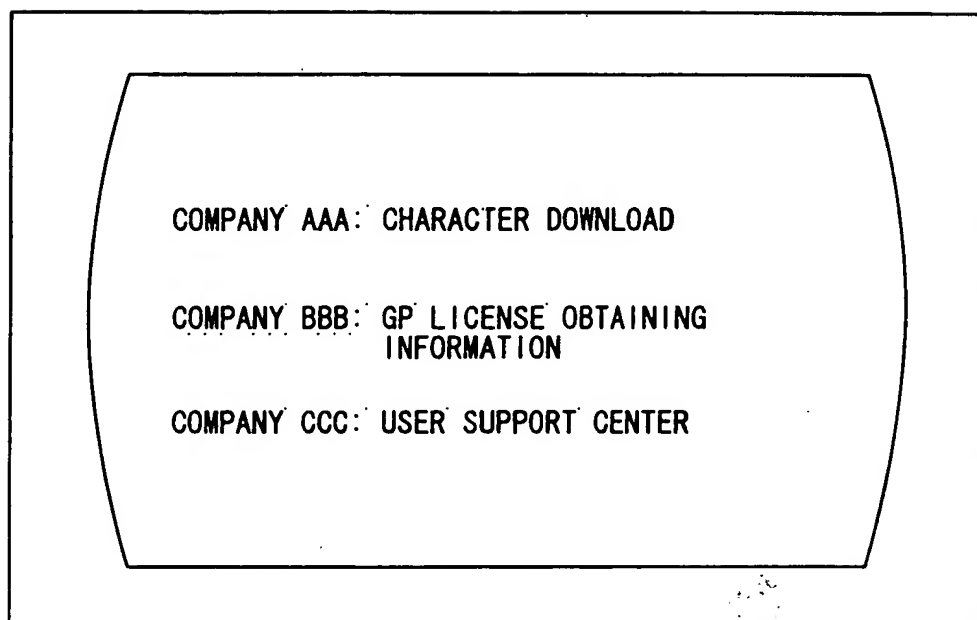 COMPANY AAA: CHARACTER DOWNLOAD
COMPANY BBB: GP LICENSE OBTAINING
INFORMATION
COMPANY CCC: USER SUPPORT CENTER